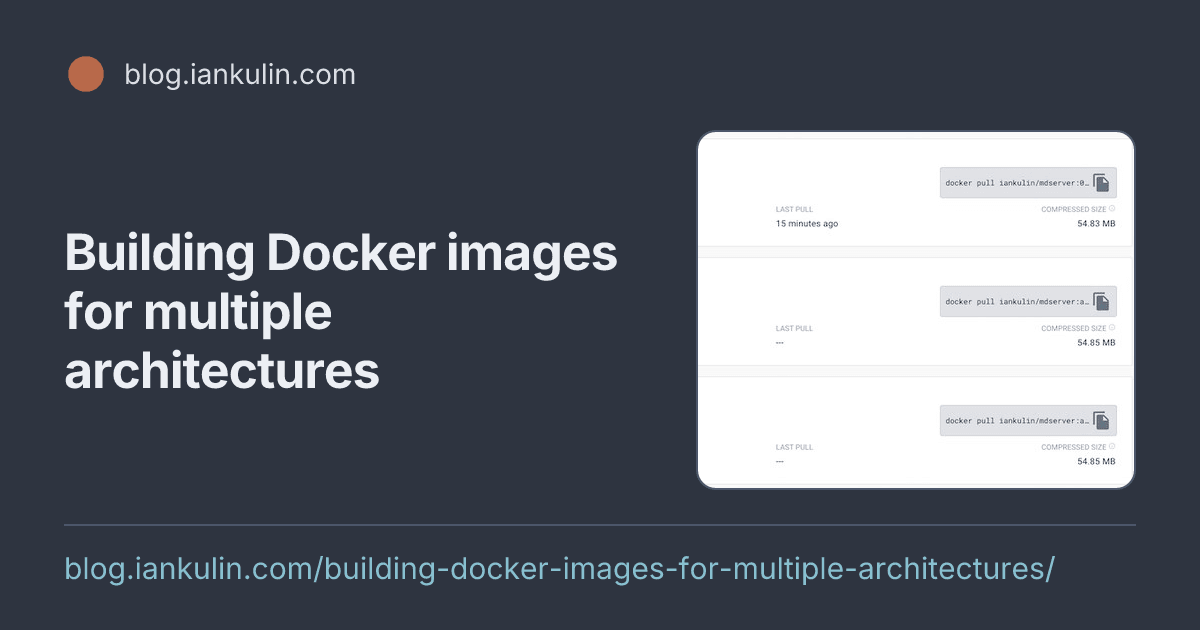 blog.iankulin.com
Building Docker images
for multiple
architectures
docker pull iankulin/mdserver:0…
LAST PULL
COMPRESSED SIZE
15 minutes ago
54.83 MB
docker pull iankulin/mdserver:a…
LAST PULL
COMPRESSED SIZE
---
54.85 MB
docker pull iankulin/mdserver:a…
LAST PULL
COMPRESSED SIZE
---
54.85 MB
blog.iankulin.com/building-docker-images-for-multiple-architectures/